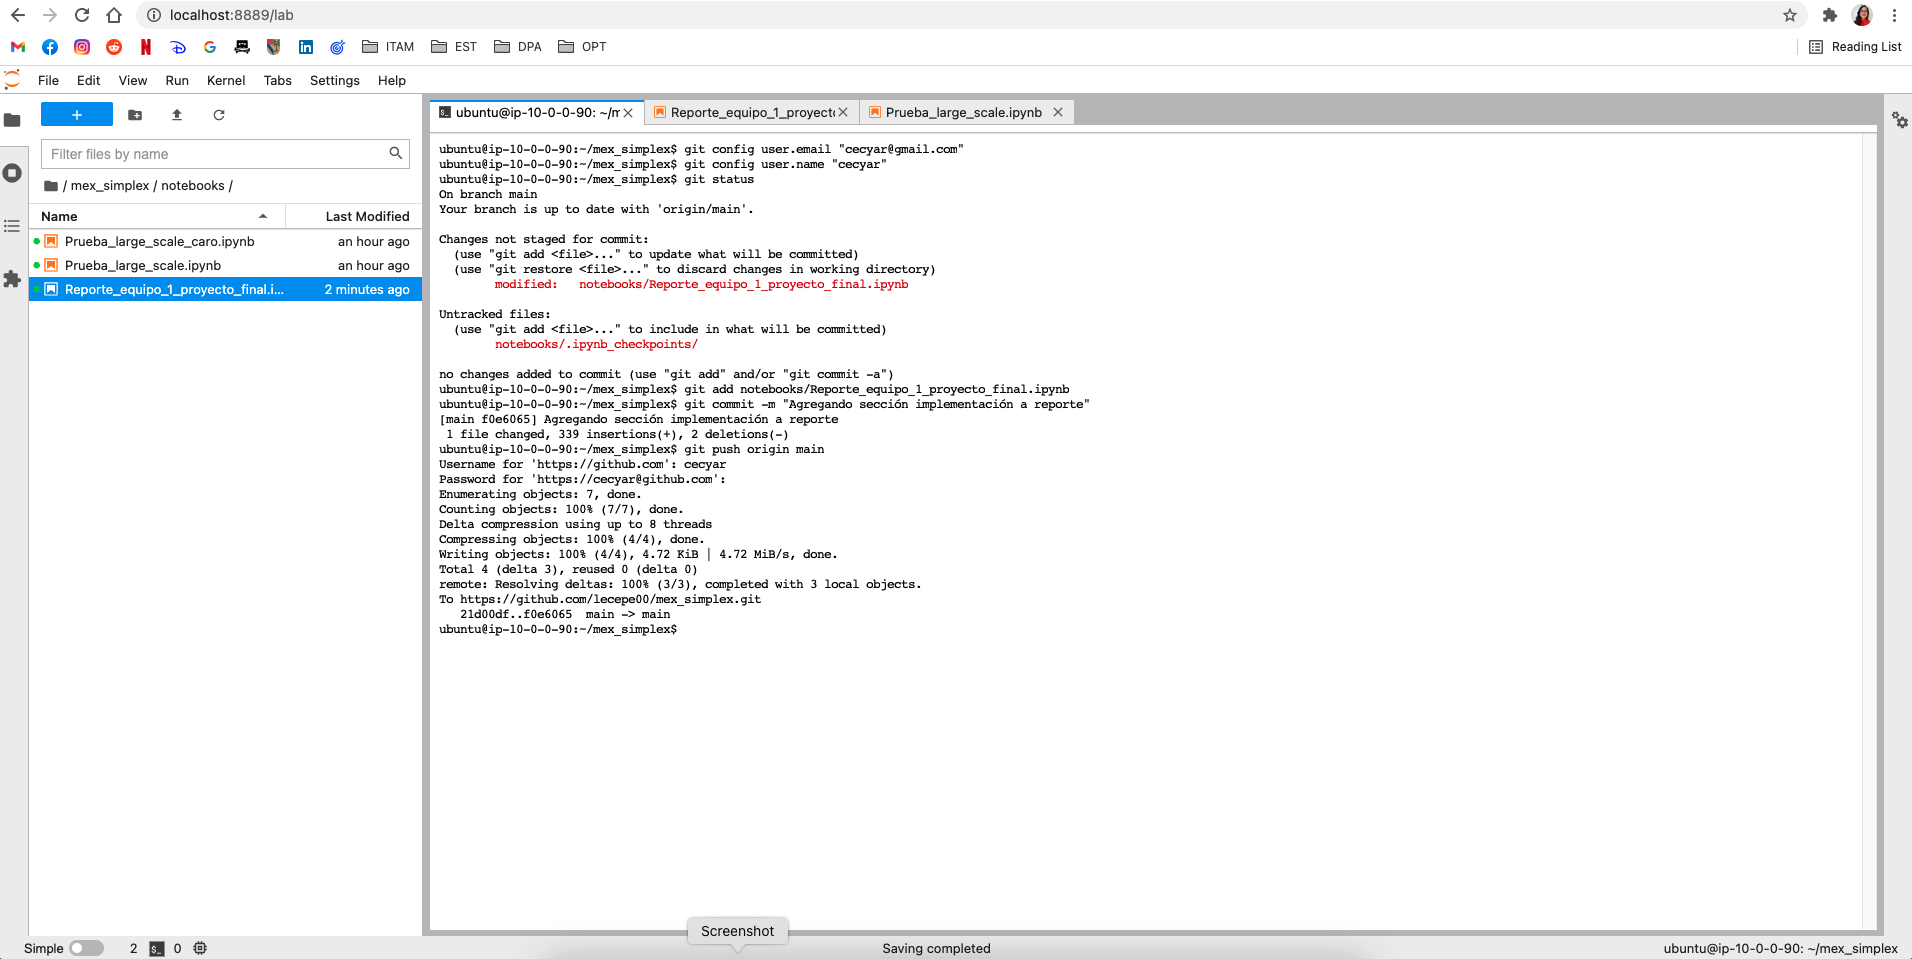 localhost:8889/lab
ITAM
EST
DPA
OPT
Reading List
File Edit View Run Kernel Tabs Settings Help
+
Filter files by name
/ mex_simplex / notebooks /
Name Last Modified
Prueba_large_scale_caro.ipynb an hour ago
Prueba_large_scale.ipynb an hour ago
Reporte_equipo_1_proyecto_final.i... 2 minutes ago
ubuntu@ip-10-0-0-90: ~/m
Reporte_equipo_1_proyect
Prueba_large_scale.ipynb
ubuntu@ip-10-0-0-90:~/mex_simplex$ git config user.email "cecyar@gmail.com"
ubuntu@ip-10-0-0-90:~/mex_simplex$ git config user.name "cecyar"
ubuntu@ip-10-0-0-90:~/mex_simplex$ git status
On branch main
Your branch is up to date with 'origin/main'.
Changes not staged for commit:
(use "git add <file>..." to update what will be committed)
(use "git restore <file>..." to discard changes in working directory)
modified: notebooks/Reporte_equipo_1_proyecto_final.ipynb
Untracked files:
(use "git add <file>..." to include in what will be committed)
notebooks/.ipynb_checkpoints/
no changes added to commit (use "git add" and/or "git commit -a")
ubuntu@ip-10-0-0-90:~/mex_simplex$ git add notebooks/Reporte_equipo_1_proyecto_final.ipynb
ubuntu@ip-10-0-0-90:~/mex_simplex$ git commit -m "Agregando sección implementación a reporte"
[main f0e6065] Agregando sección implementación a reporte
1 file changed, 339 insertions(+), 2 deletions(-)
ubuntu@ip-10-0-0-90:~/mex_simplex$ git push origin main
Username for 'https://github.com': cecyar
Password for 'https://cecyar@github.com':
Enumerating objects: 7, done.
Counting objects: 100% (7/7), done.
Delta compression using up to 8 threads
Compressing objects: 100% (4/4), done.
Writing objects: 100% (4/4), 4.72 KiB | 4.72 MiB/s, done.
Total 4 (delta 3), reused 0 (delta 0)
remote: Resolving deltas: 100% (3/3), completed with 3 local objects.
To https://github.com/lecepe00/mex_simplex.git
21d00df..f0e6065 main -> main
ubuntu@ip-10-0-0-90:~/mex_simplex$
Screenshot
Simple 2 0
Saving completed
ubuntu@ip-10-0-0-90: ~/mex_simplex